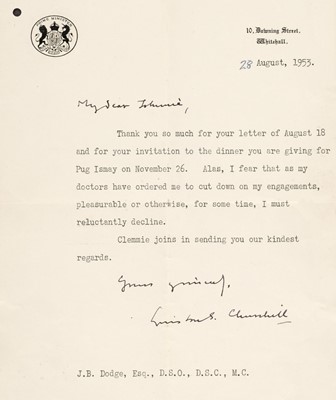 PRIME MINISTER
10, Downing Street,
Whitehall.
28 August, 1953.
My dear Johnnie,
Thank you so much for your letter of August 18
and for your invitation to the dinner you are giving for
Pug Ismay on November 26. Alas, I fear that as my
doctors have ordered me to cut down on my engagements,
pleasurable or otherwise, for some time, I must
reluctantly decline.
Clemmie joins in sending you our kindest
regards.
Yours sincerely,
Winston S. Churchill
J.B. Dodge, Esq., D.S.O., D.S.C., M.C.